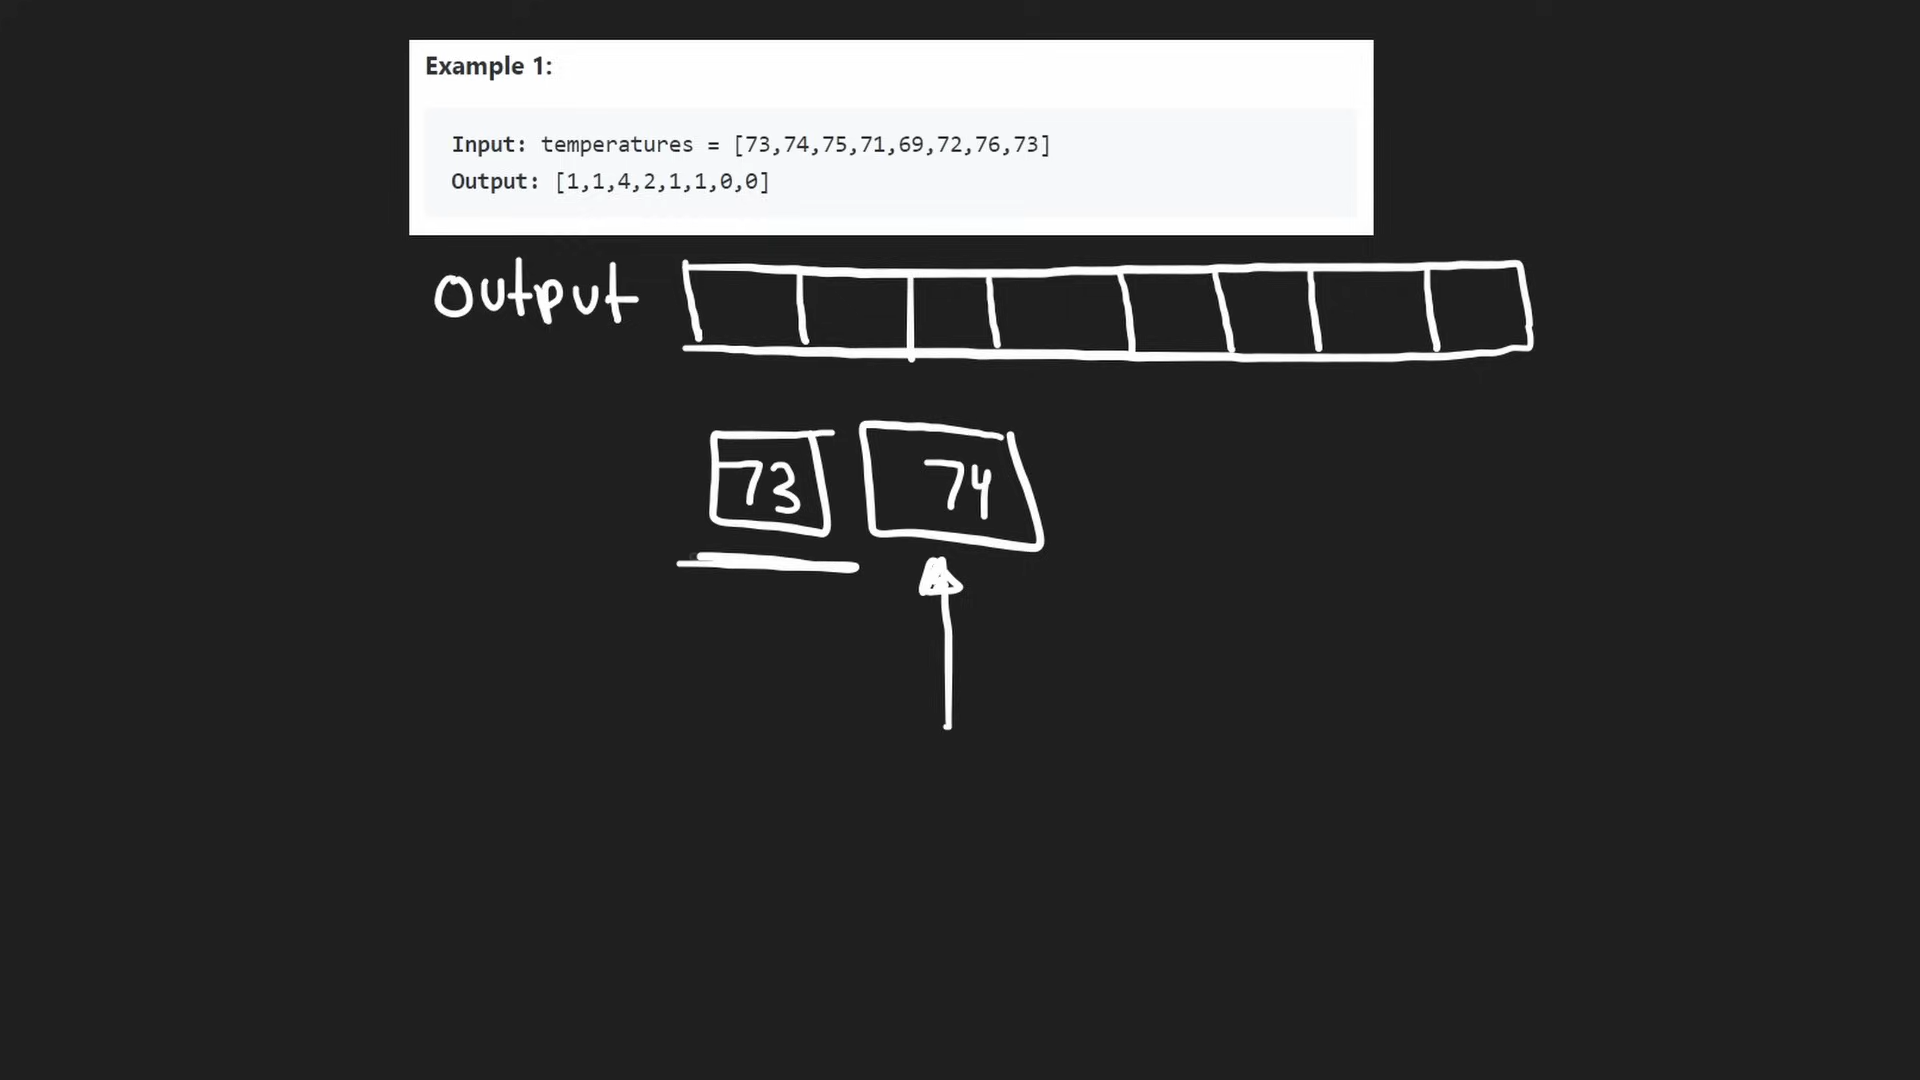 Example 1:
Input: temperatures = [73,74,75,71,69,72,76,73]
Output: [1,1,4,2,1,1,0,0]
output
73 74